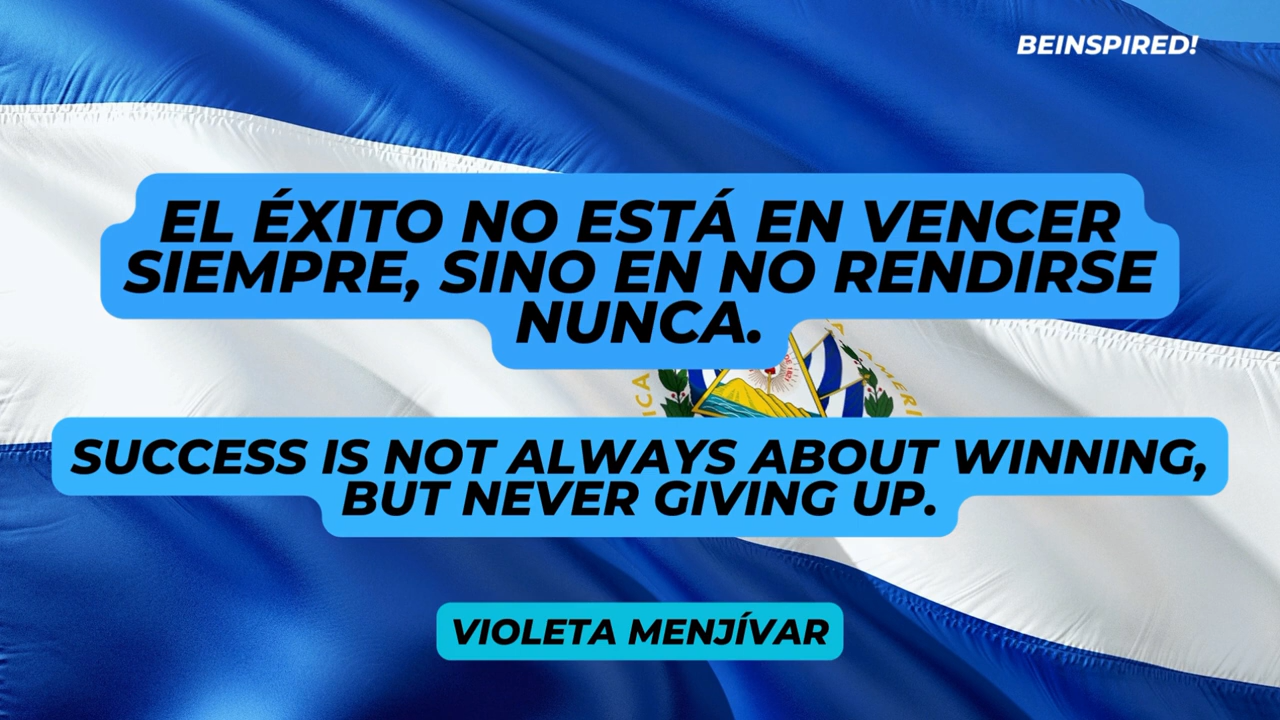 BEINSPIRED!
EL ÉXITO NO ESTÁ EN VENCER
SIEMPRE, SINO EN NO RENDIRSE
NUNCA.
SUCCESS IS NOT ALWAYS ABOUT WINNING,
BUT NEVER GIVING UP.
VIOLETA MENJÍVAR